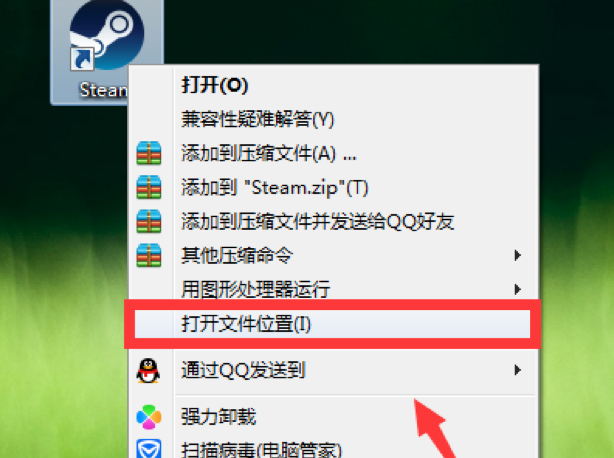 Steam
打开(O)
兼容性疑难解答(Y)
添加到压缩文件(A) ...
添加到 "Steam.zip"(T)
添加到压缩文件并发送给QQ好友
其他压缩命令
用图形处理器运行
打开文件位置(I)
通过QQ发送到
强力卸载
扫描病毒(电脑管家)